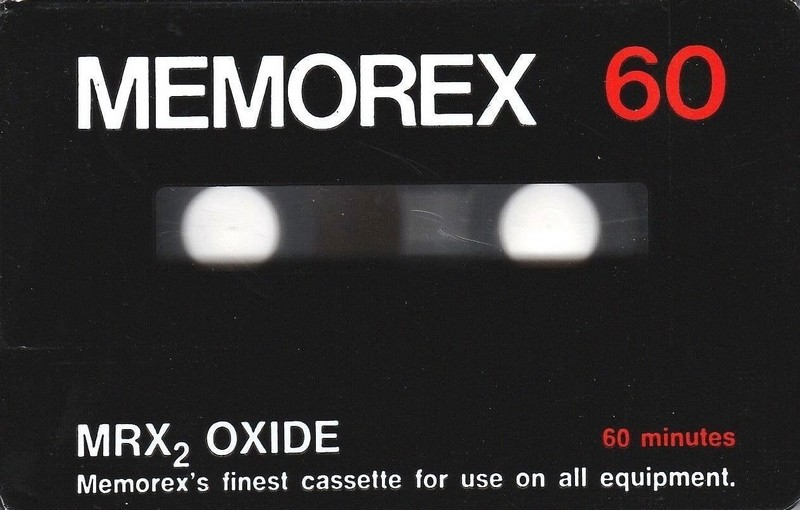 MEMOREX 60
MRX₂ OXIDE 60 minutes
Memorex's finest cassette for use on all equipment.